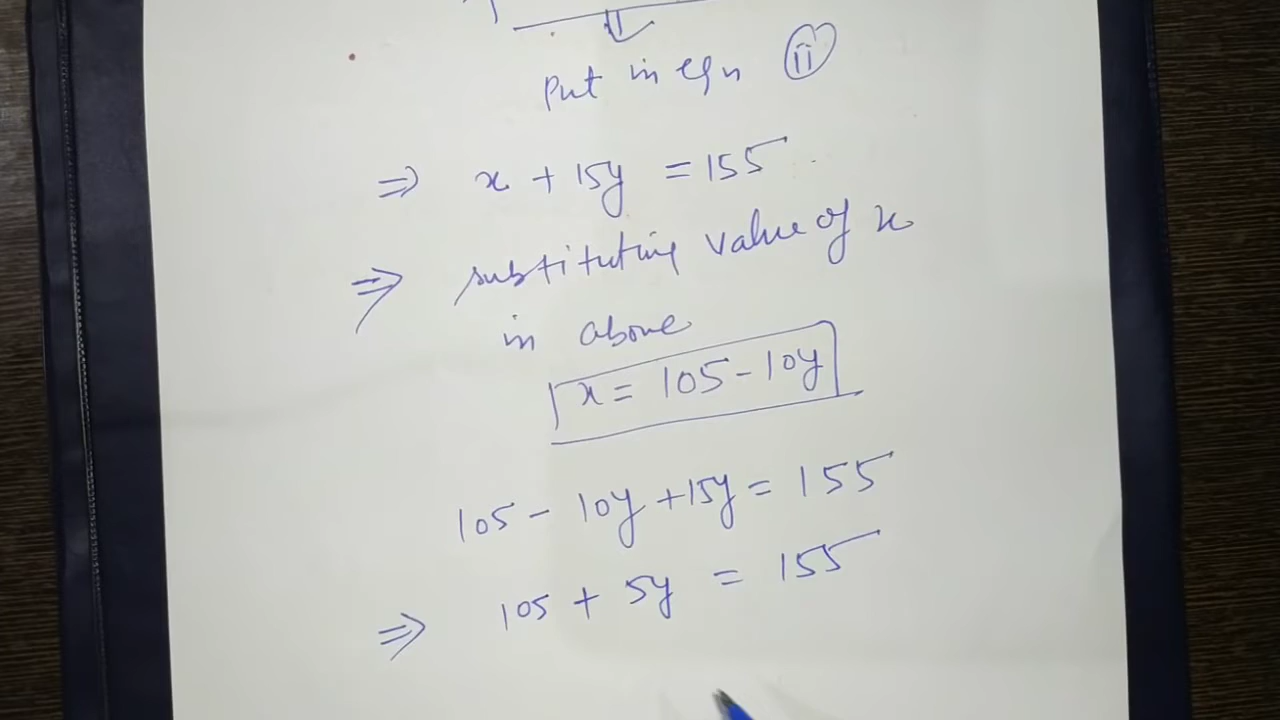 Put in eqn (ii)
⇒ x + 15y = 155
⇒ substituting value of x
in above
x = 105 - 10y
105 - 10y + 15y = 155
⇒ 105 + 5y = 155